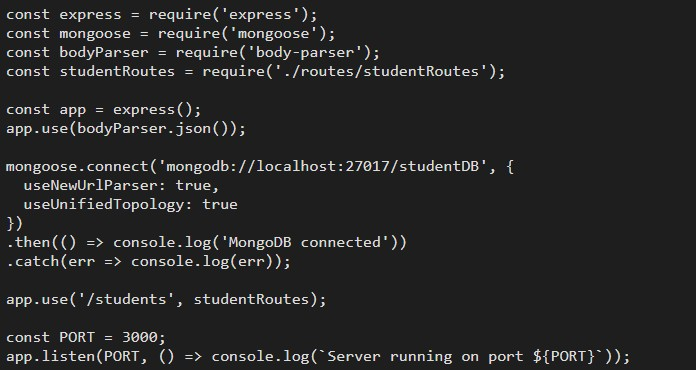 const express = require('express');
const mongoose = require('mongoose');
const bodyParser = require('body-parser');
const studentRoutes = require('./routes/studentRoutes');

const app = express();
app.use(bodyParser.json());

mongoose.connect('mongodb://localhost:27017/studentDB', {
  useNewUrlParser: true,
  useUnifiedTopology: true
})
.then(() => console.log('MongoDB connected'))
.catch(err => console.log(err));

app.use('/students', studentRoutes);

const PORT = 3000;
app.listen(PORT, () => console.log(`Server running on port ${PORT}`));